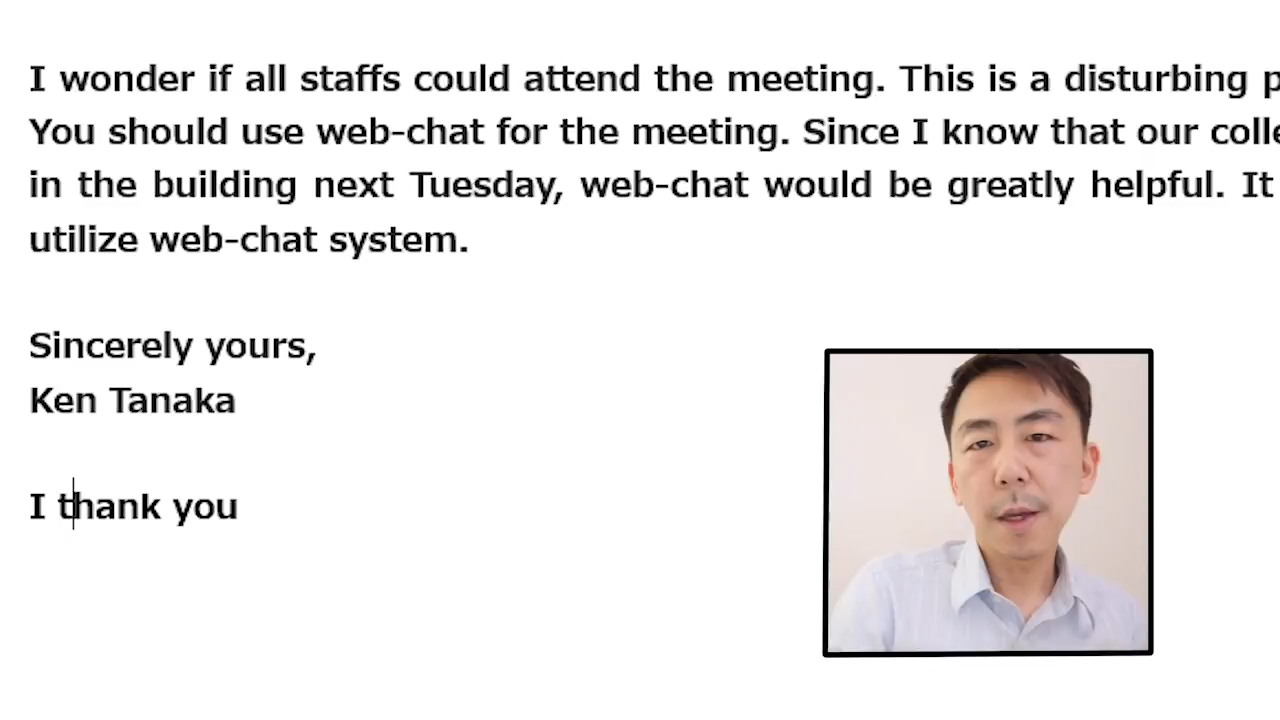 I wonder if all staffs could attend the meeting. This is a disturbing
You should use web-chat for the meeting. Since I know that our
in the building next Tuesday, web-chat would be greatly helpful. It
utilize web-chat system.
Sincerely yours,
Ken Tanaka
I thank you